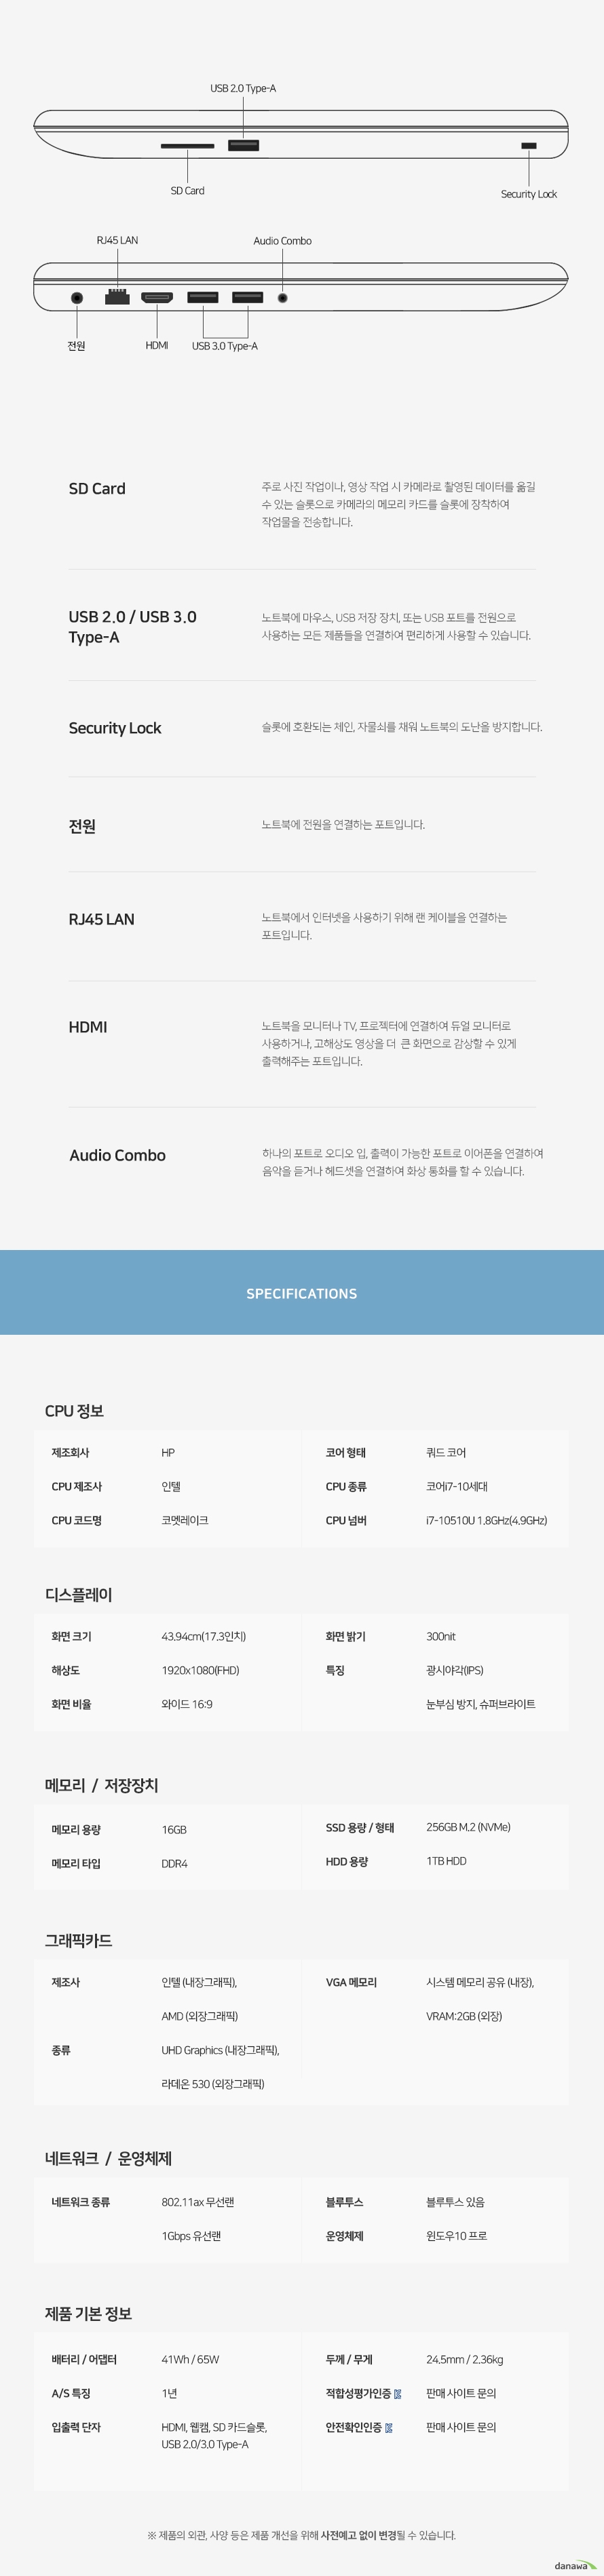 USB 2.0 Type-A
SD Card
Security Lock
RJ45 LAN
Audio Combo
전원
HDMI
USB 3.0 Type-A
SD Card
주로 사진 작업이나, 영상 작업 시 카메라로 촬영된 데이터를 옮길
수 있는 슬롯으로 카메라의 메모리 카드를 슬롯에 장착하여
작업물을 전송합니다.
USB 2.0 / USB 3.0
Type-A
노트북에 마우스, USB 저장 장치, 또는 USB 포트를 전원으로
사용하는 모든 제품들을 연결하여 편리하게 사용할 수 있습니다.
Security Lock
슬롯에 호환되는 체인, 자물쇠를 채워 노트북의 도난을 방지합니다.
전원
노트북에 전원을 연결하는 포트입니다.
RJ45 LAN
노트북에서 인터넷을 사용하기 위해 랜 케이블을 연결하는
포트입니다.
HDMI
노트북을 모니터나 TV, 프로젝터에 연결하여 듀얼 모니터로
사용하거나, 고해상도 영상을 더 큰 화면으로 감상할 수 있게
출력해주는 포트입니다.
Audio Combo
하나의 포트로 오디오 입, 출력이 가능한 포트로 이어폰을 연결하여
음악을 듣거나 헤드셋을 연결하여 화상 통화를 할 수 있습니다.
SPECIFICATIONS
CPU 정보
제조회사 HP 코어 형태 쿼드 코어
CPU 제조사 인텔 CPU 종류 코어i7-10세대
CPU 코드명 코멧레이크 CPU 넘버 i7-10510U 1.8GHz(4.9GHz)
디스플레이
화면 크기 43.94cm(17.3인치) 화면 밝기 300nit
해상도 1920x1080(FHD) 특징 광시야각(IPS)
화면 비율 와이드 16:9 눈부심 방지, 슈퍼브라이트
메모리 / 저장장치
메모리 용량 16GB SSD 용량 / 형태 256GB M.2 (NVMe)
메모리 타입 DDR4 HDD 용량 1TB HDD
그래픽카드
제조사 인텔 (내장그래픽), VGA 메모리 시스템 메모리 공유 (내장),
AMD (외장그래픽) VRAM:2GB (외장)
종류 UHD Graphics (내장그래픽),
라데온 530 (외장그래픽)
네트워크 / 운영체제
네트워크 종류 802.11ax 무선랜 블루투스 블루투스 있음
1Gbps 유선랜 운영체제 윈도우10 프로
제품 기본 정보
배터리 / 어댑터 41Wh / 65W 두께 / 무게 24.5mm / 2.36kg
A/S 특징 1년 적합성평가인증 판매 사이트 문의
입출력 단자 HDMI, 웹캠, SD 카드슬롯, 안전확인인증 판매 사이트 문의
USB 2.0/3.0 Type-A
※ 제품의 외관, 사양 등은 제품 개선을 위해 사전예고 없이 변경될 수 있습니다.
danawa